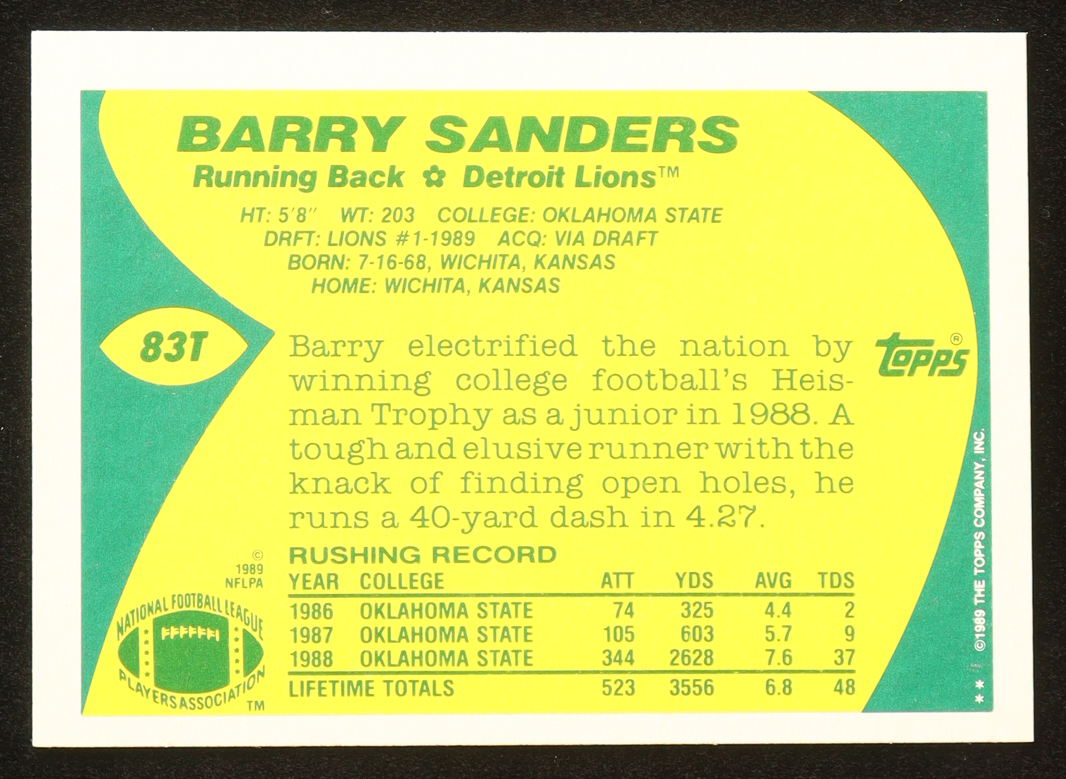 BARRY SANDERS
Running Back ✿ Detroit Lions™
HT: 5'8" WT: 203 COLLEGE: OKLAHOMA STATE
DRFT: LIONS #1-1989 ACQ: VIA DRAFT
BORN: 7-16-68, WICHITA, KANSAS
HOME: WICHITA, KANSAS
83T
Barry electrified the nation by
winning college football's Heis-
man Trophy as a junior in 1988. A
tough and elusive runner with the
knack of finding open holes, he
runs a 40-yard dash in 4.27.
topps®
RUSHING RECORD
YEAR COLLEGE ATT YDS AVG TDS
1986 OKLAHOMA STATE 74 325 4.4 2
1987 OKLAHOMA STATE 105 603 5.7 9
1988 OKLAHOMA STATE 344 2628 7.6 37
LIFETIME TOTALS 523 3556 6.8 48
©
1989
NFLPA
NATIONAL FOOTBALL LEAGUE
PLAYERS ASSOCIATION
TM
** ©1989 THE TOPPS COMPANY, INC.